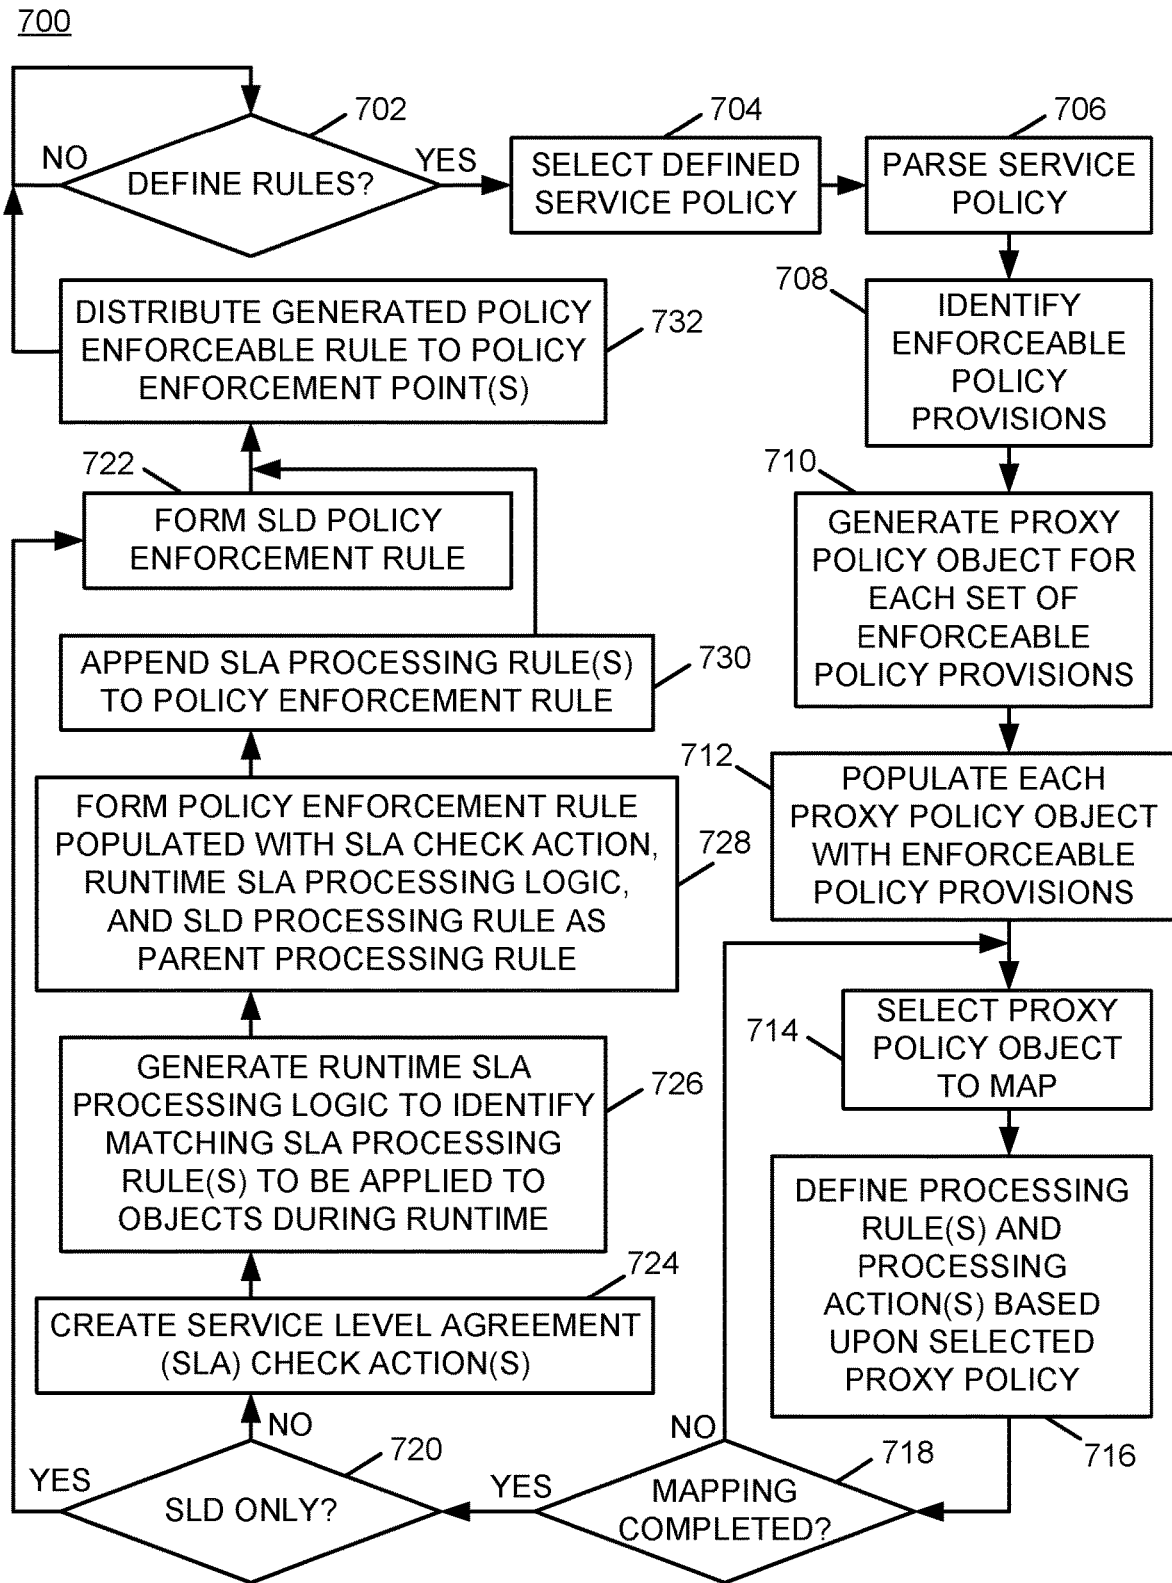 700
702
DEFINE RULES?
NO
YES
704
SELECT DEFINED
SERVICE POLICY
706
PARSE SERVICE
POLICY
708
IDENTIFY
ENFORCEABLE
POLICY
PROVISIONS
710
GENERATE PROXY
POLICY OBJECT FOR
EACH SET OF
ENFORCEABLE
POLICY PROVISIONS
712
POPULATE EACH
PROXY POLICY OBJECT
WITH ENFORCEABLE
POLICY PROVISIONS
714
SELECT PROXY
POLICY OBJECT
TO MAP
DEFINE PROCESSING
RULE(S) AND
PROCESSING
ACTION(S) BASED
UPON SELECTED
PROXY POLICY
716
718
MAPPING
COMPLETED?
NO
YES
720
SLD ONLY?
YES
NO
722
FORM SLD POLICY
ENFORCEMENT RULE
724
CREATE SERVICE LEVEL AGREEMENT
(SLA) CHECK ACTION(S)
726
GENERATE RUNTIME SLA
PROCESSING LOGIC TO IDENTIFY
MATCHING SLA PROCESSING
RULE(S) TO BE APPLIED TO
OBJECTS DURING RUNTIME
728
FORM POLICY ENFORCEMENT RULE
POPULATED WITH SLA CHECK ACTION,
RUNTIME SLA PROCESSING LOGIC,
AND SLD PROCESSING RULE AS
PARENT PROCESSING RULE
730
APPEND SLA PROCESSING RULE(S)
TO POLICY ENFORCEMENT RULE
732
DISTRIBUTE GENERATED POLICY
ENFORCEABLE RULE TO POLICY
ENFORCEMENT POINT(S)